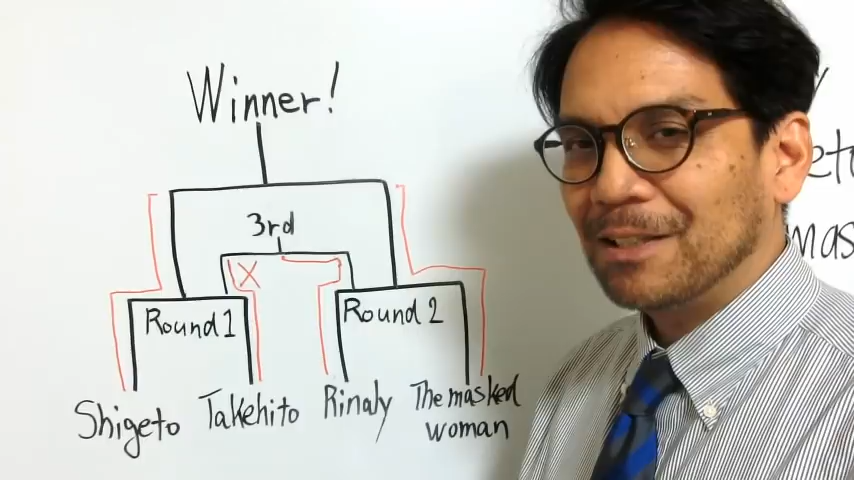 Winner!
3rd
X
Round 1
Round 2
Shigeto
Takehito
Rinaly
The masked
woman